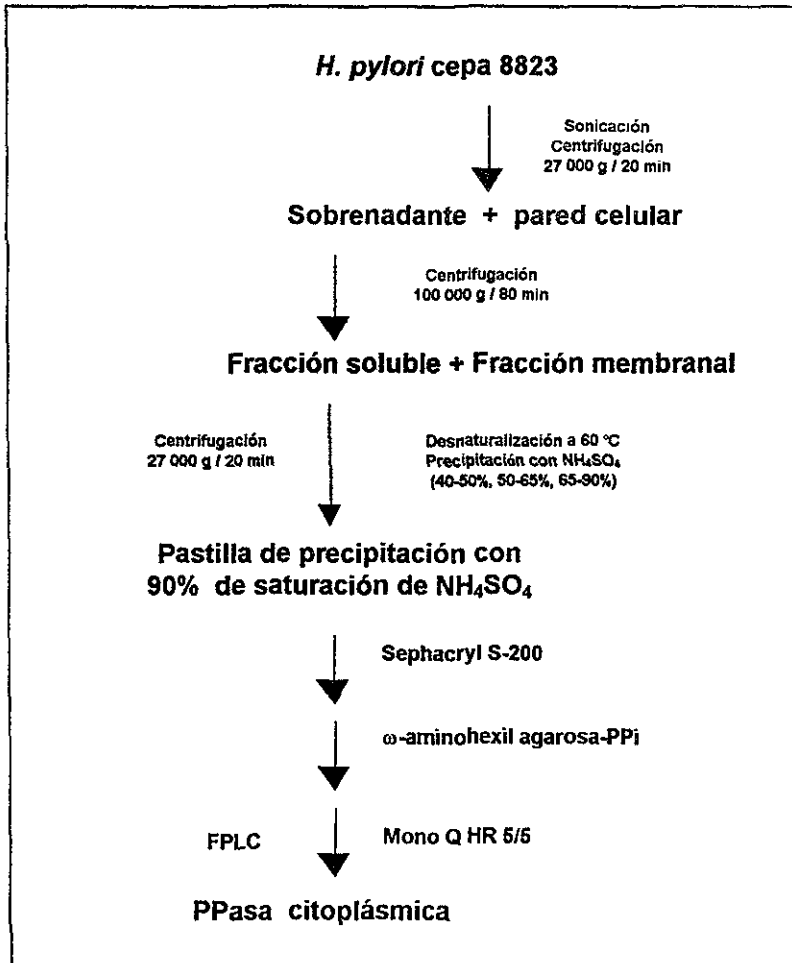 H. pylori cepa 8823
Sonicación
Centrifugación
27 000 g / 20 min
Sobrenadante + pared celular
Centrifugación
100 000 g / 80 min
Fracción soluble + Fracción membranal
Centrifugación
27 000 g / 20 min
Desnaturalización a 60 °C
Precipitación con NH₄SO₄
(40-50%, 50-65%, 65-90%)
Pastilla de precipitación con
90% de saturación de NH₄SO₄
Sephacryl S-200
ω-aminohexil agarosa-PPi
FPLC
Mono Q HR 5/5
PPasa citoplásmica